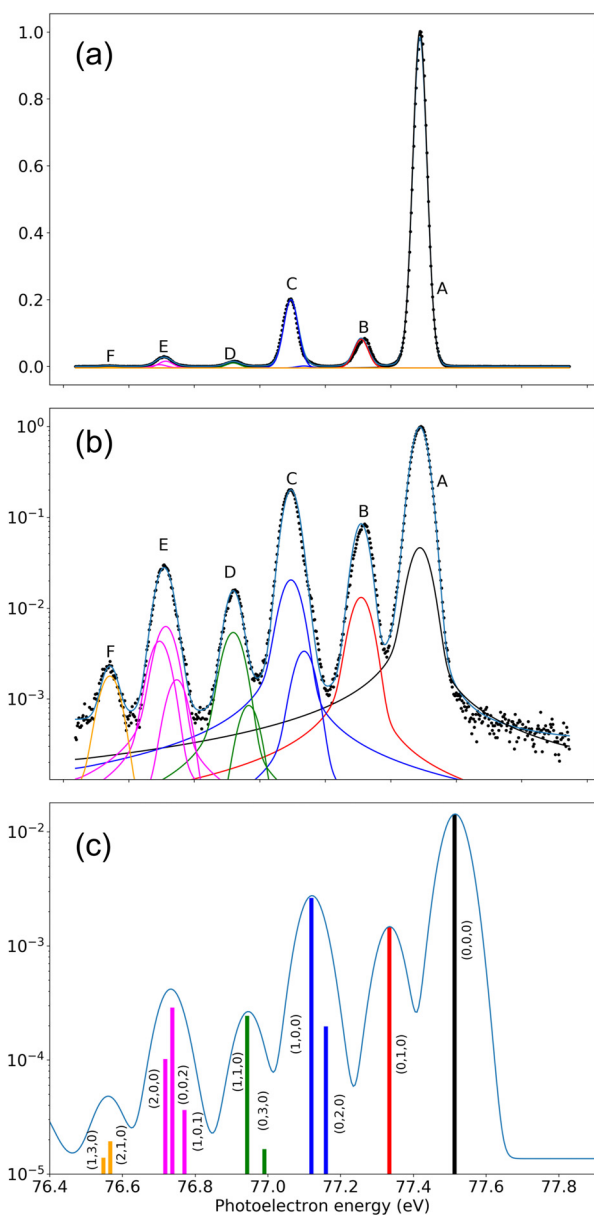 (a)
1.0
0.8
0.6
0.4
0.2
0.0
F
E
D
C
B
A
(b)
10⁰
10⁻¹
10⁻²
10⁻³
F
E
D
C
B
A
(c)
10⁻²
10⁻³
10⁻⁴
10⁻⁵
(1,3,0)
(2,1,0)
(2,0,0)
(0,0,2)
(1,0,1)
(1,1,0)
(0,3,0)
(1,0,0)
(0,2,0)
(0,1,0)
(0,0,0)
76.4 76.6 76.8 77.0 77.2 77.4 77.6 77.8
Photoelectron energy (eV)